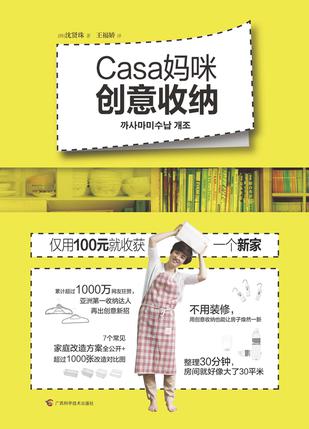 [韩]沈贤珠 著 王福娇 译
Casa妈咪
创意收纳
까사마미수납 개조
仅用100元就收获 一个新家
累计超过1000万网友狂赞,
亚洲第一收纳达人
再出创意新招
7个常见
家庭改造方案全公开+
超过1000张改造对比图
不用装修,
用创意收纳也能让房子焕然一新
整理30分钟,
房间就好像大了30平米
广西科学技术出版社